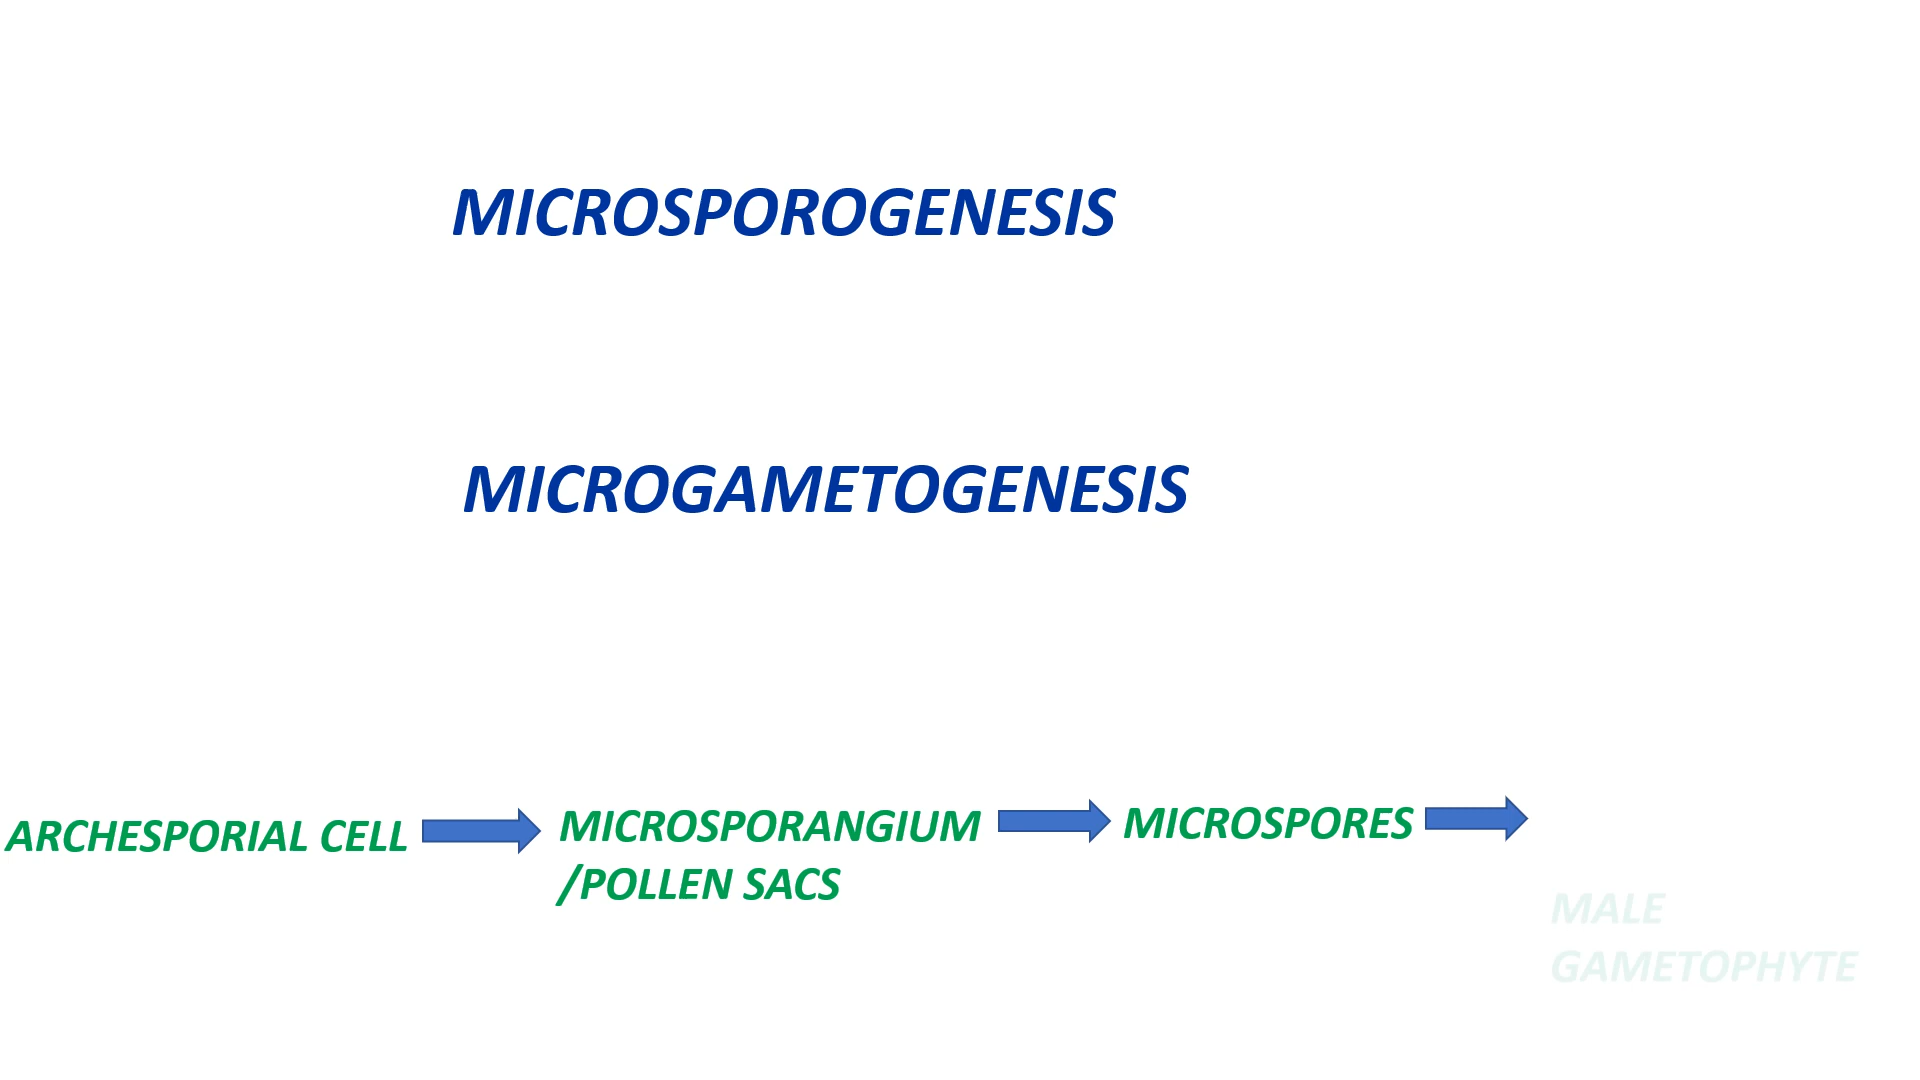 MICROSPOROGENESIS
MICROGAMETOGENESIS
ARCHESPORIAL CELL
MICROSPORANGIUM
/POLLEN SACS
MICROSPORES
MALE
GAMETOPHYTE